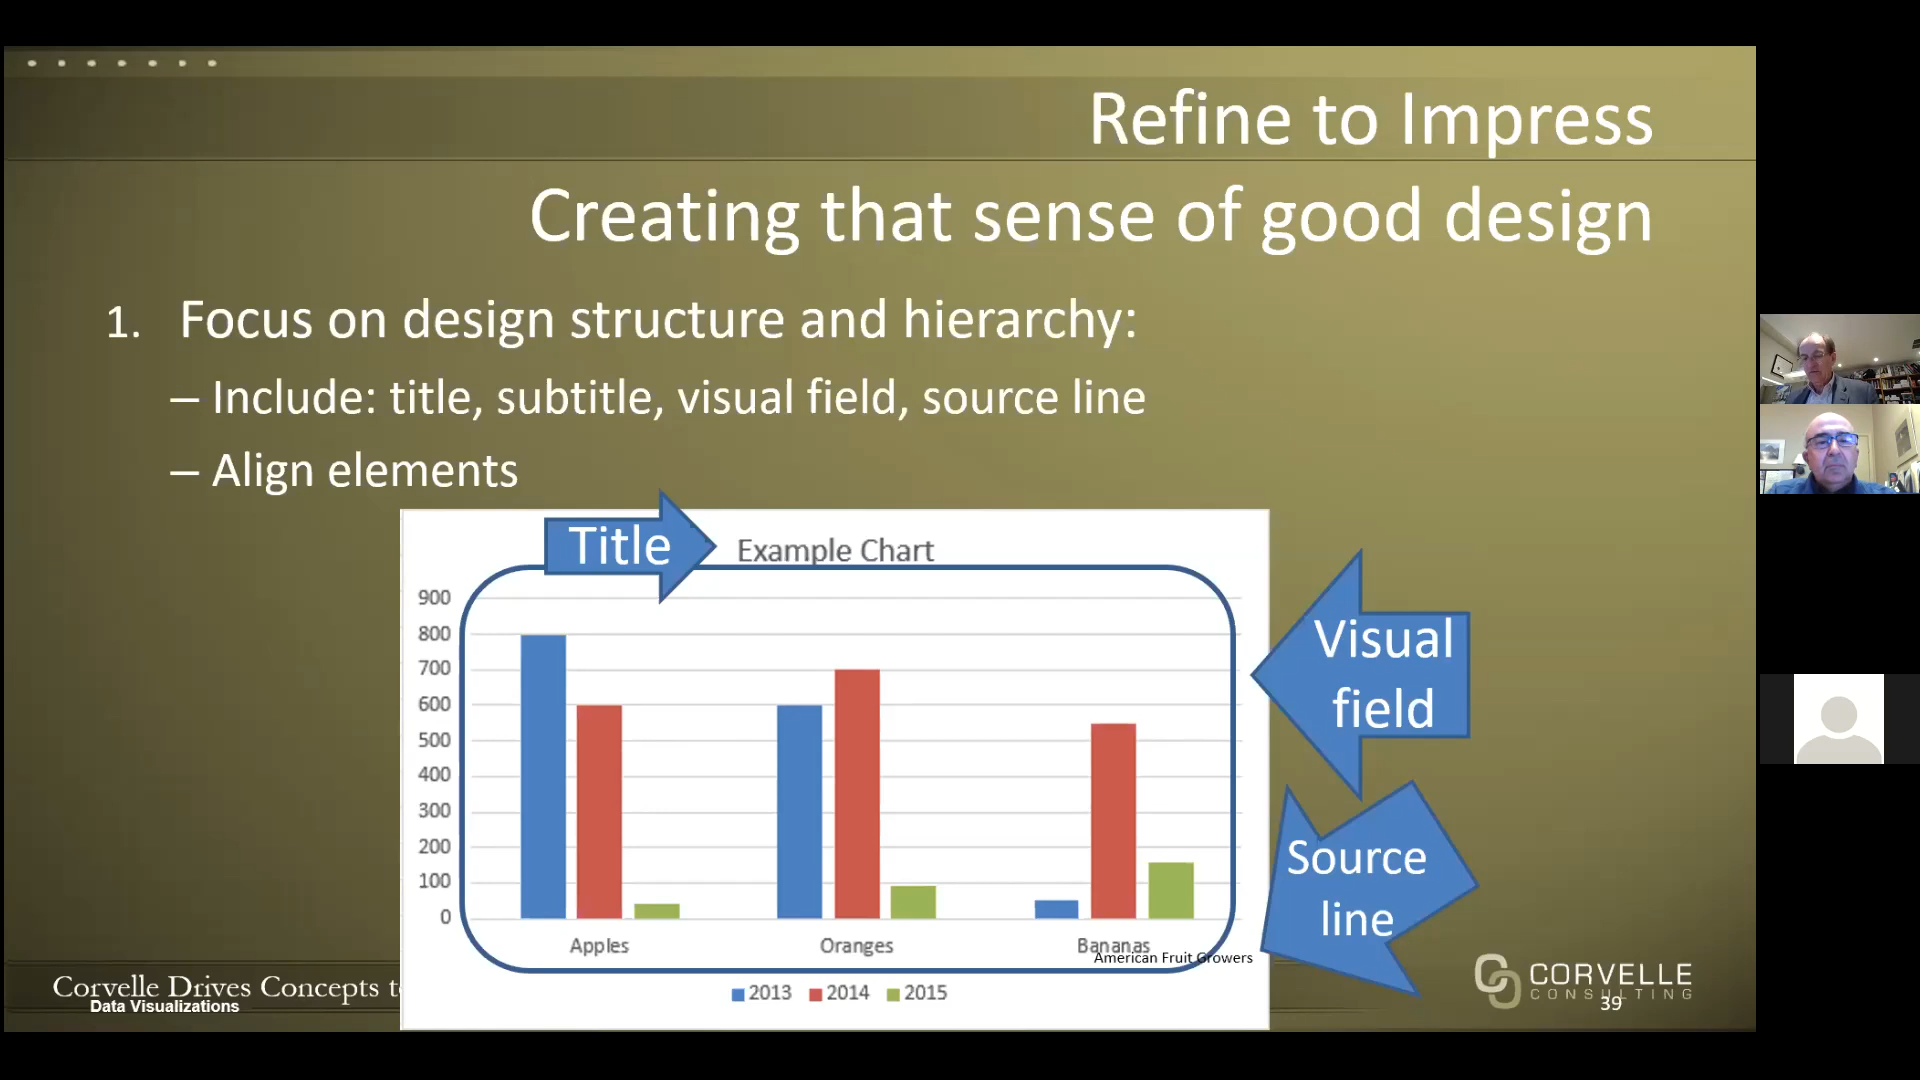 Refine to Impress
Creating that sense of good design
1. Focus on design structure and hierarchy:
– Include: title, subtitle, visual field, source line
– Align elements
Title
Example Chart
900
800
700
600
500
400
300
200
100
0
Apples Oranges Bananas
American Fruit Growers
2013 2014 2015
Visual
field
Source
line
Corvelle Drives Concepts t
Data Visualizations
CORVELLE
CONSULTING
39